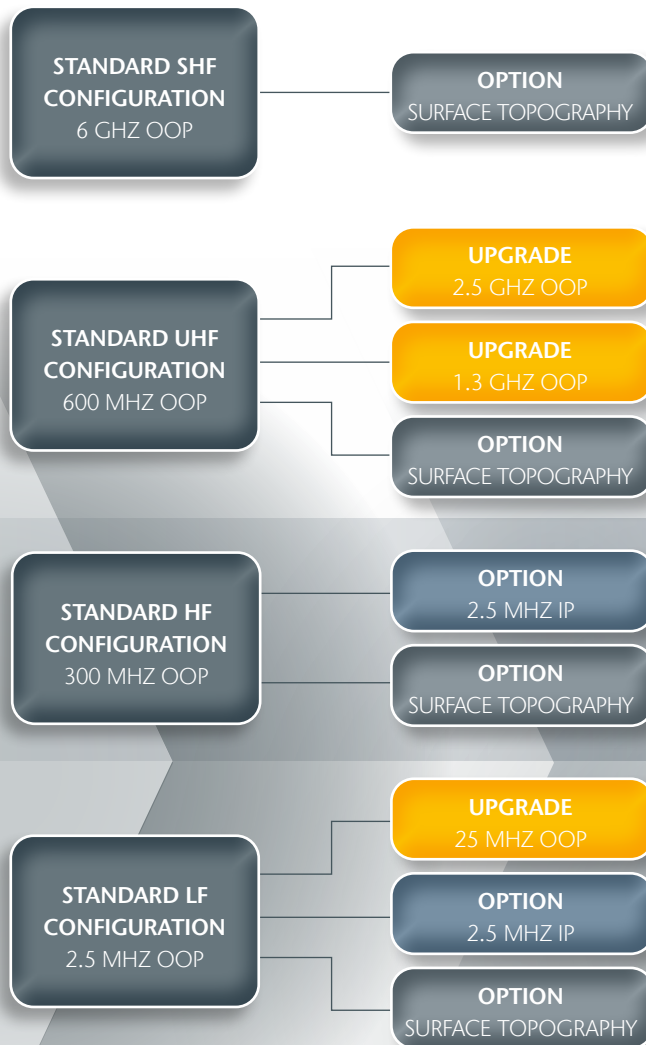 STANDARD SHF
CONFIGURATION
6 GHZ OOP
OPTION
SURFACE TOPOGRAPHY
STANDARD UHF
CONFIGURATION
600 MHZ OOP
UPGRADE
2.5 GHZ OOP
UPGRADE
1.3 GHZ OOP
OPTION
SURFACE TOPOGRAPHY
STANDARD HF
CONFIGURATION
300 MHZ OOP
OPTION
2.5 MHZ IP
OPTION
SURFACE TOPOGRAPHY
STANDARD LF
CONFIGURATION
2.5 MHZ OOP
UPGRADE
25 MHZ OOP
OPTION
2.5 MHZ IP
OPTION
SURFACE TOPOGRAPHY